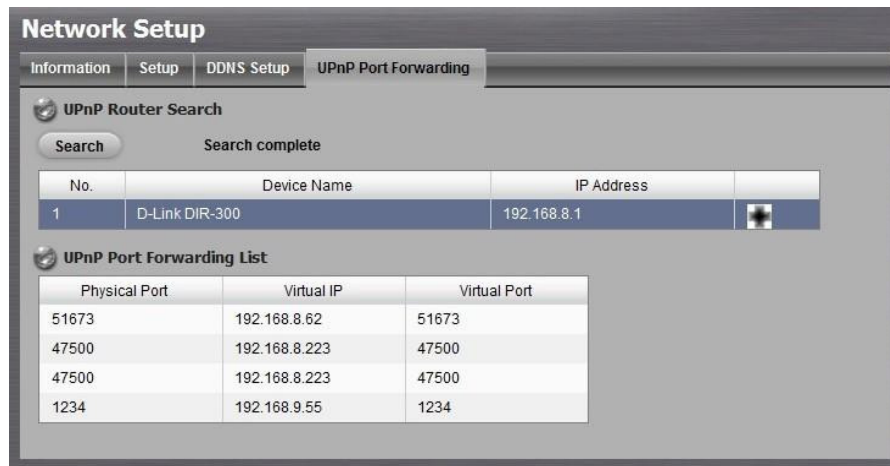 Network Setup
Information Setup DDNS Setup UPnP Port Forwarding
UPnP Router Search
Search Search complete
No. Device Name IP Address
1 D-Link DIR-300 192.168.8.1
UPnP Port Forwarding List
Physical Port Virtual IP Virtual Port
51673 192.168.8.62 51673
47500 192.168.8.223 47500
47500 192.168.8.223 47500
1234 192.168.9.55 1234